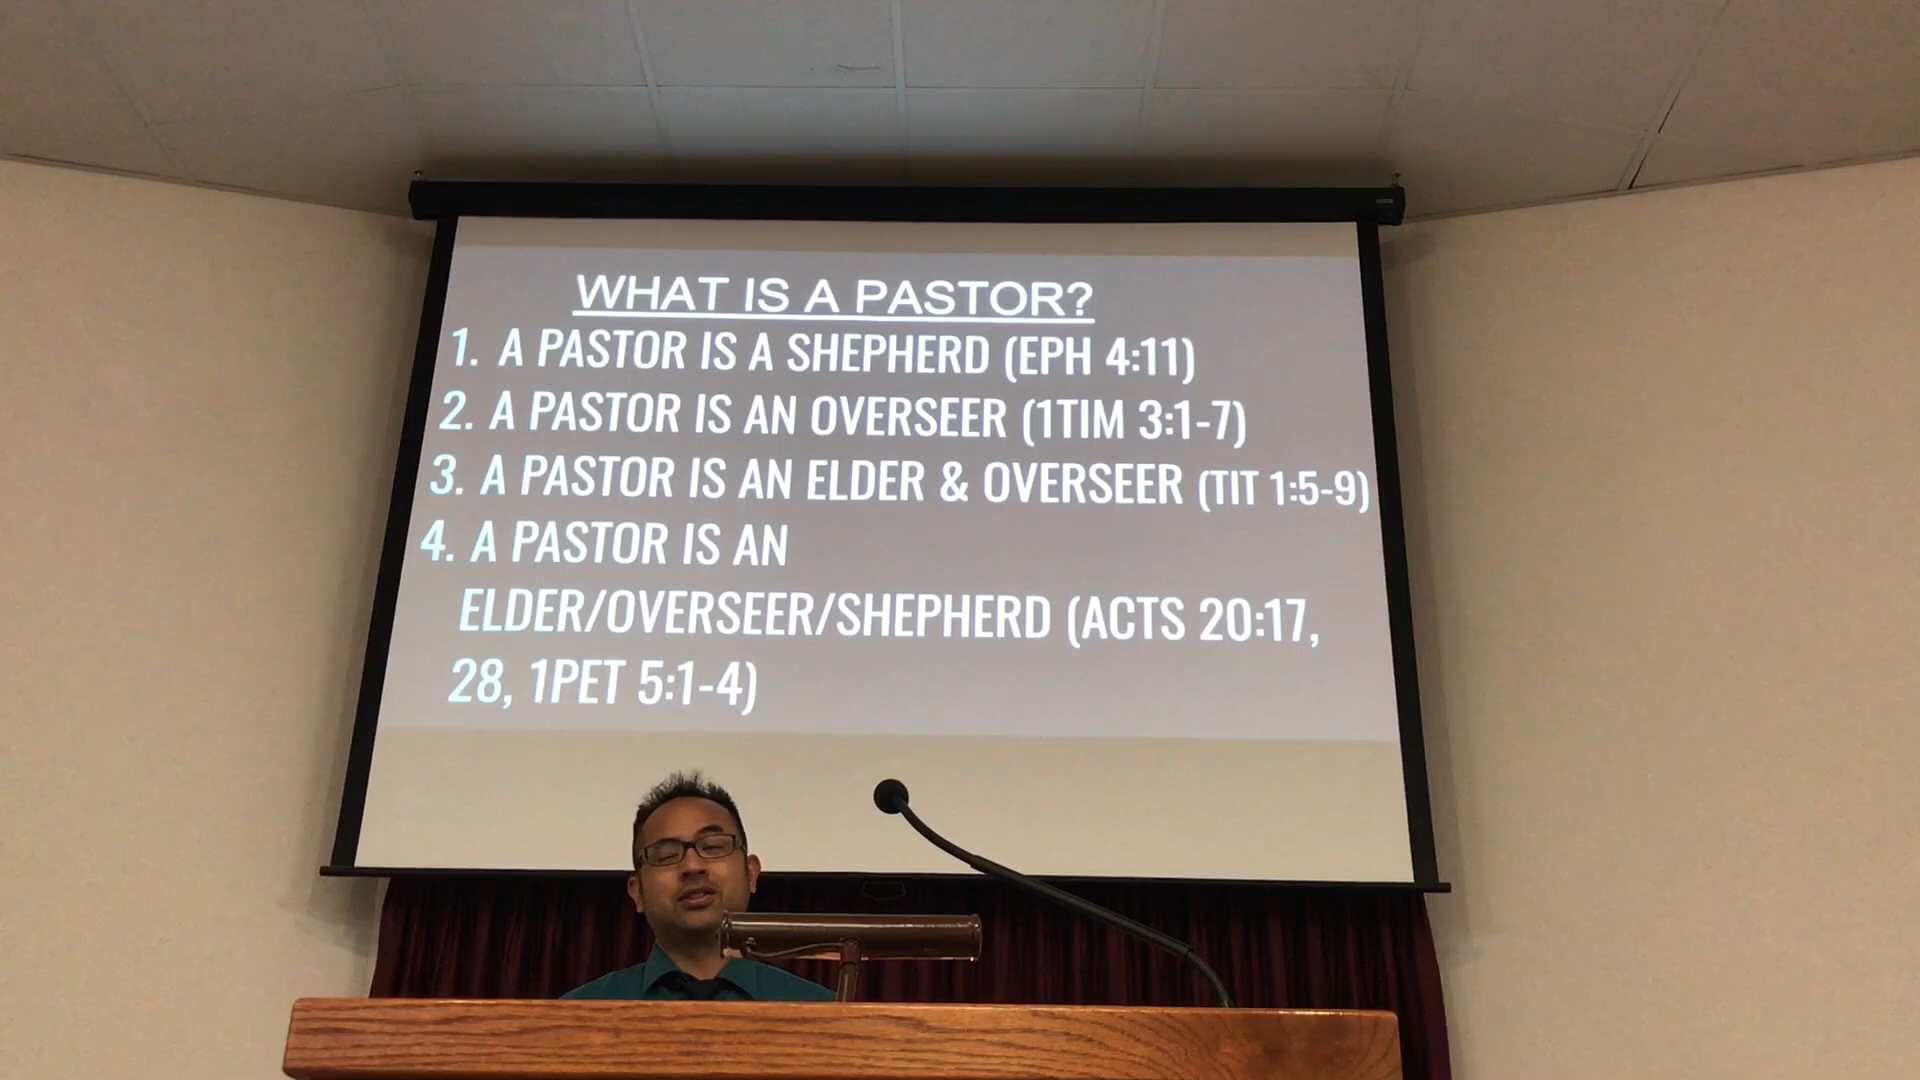 WHAT IS A PASTOR?
1. A PASTOR IS A SHEPHERD (EPH 4:11)
2. A PASTOR IS AN OVERSEER (1TIM 3:1-7)
3. A PASTOR IS AN ELDER & OVERSEER (TIT 1:5-9)
4. A PASTOR IS AN
ELDER/OVERSEER/SHEPHERD (ACTS 20:17,
28, 1PET 5:1-4)